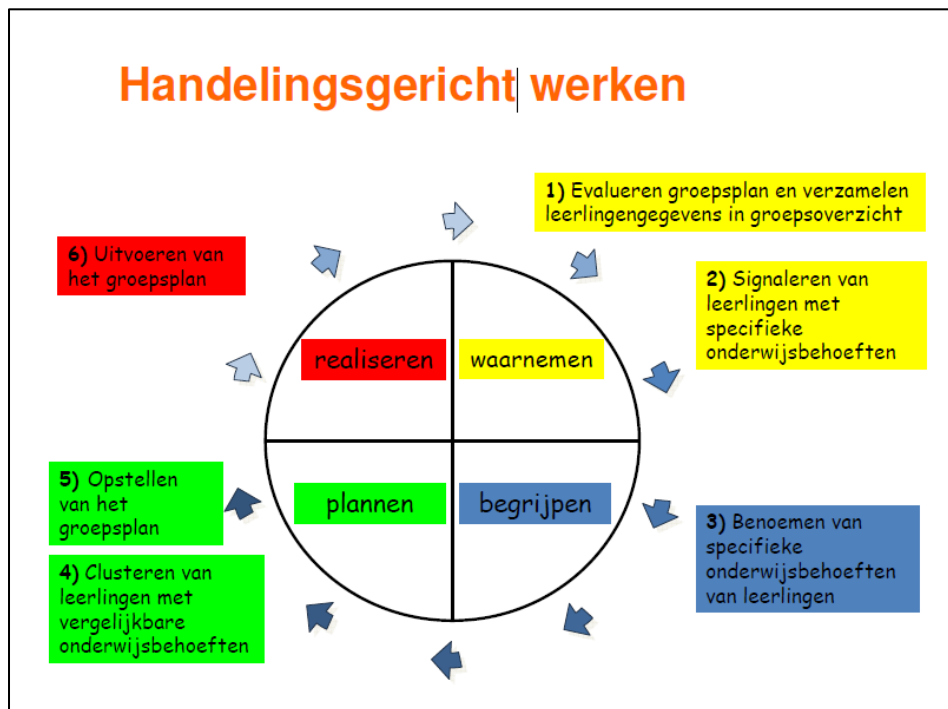 Handelingsgericht werken
1) Evalueren groepsplan en verzamelen
leerlingengegevens in groepsoverzicht
2) Signaleren van
leerlingen met
specifieke
onderwijsbehoeften
3) Benoemen van
specifieke
onderwijsbehoeften
van leerlingen
4) Clusteren van
leerlingen met
vergelijkbare
onderwijsbehoeften
5) Opstellen
van het
groepsplan
6) Uitvoeren van
het groepsplan
realiseren
waarnemen
plannen
begrijpen